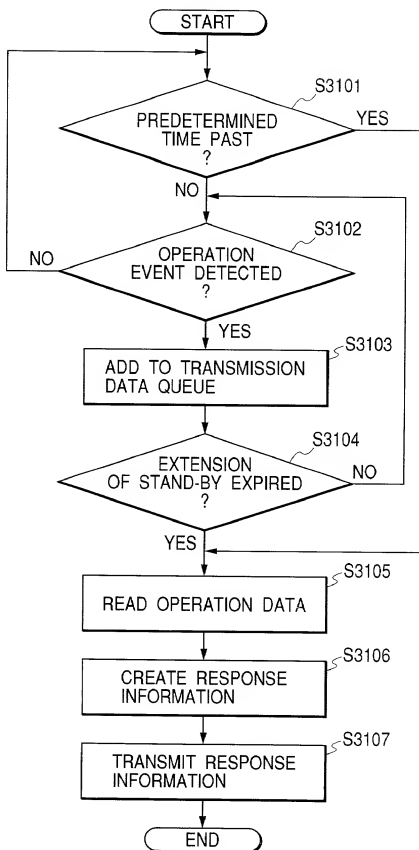 START
S3101
PREDETERMINED
TIME PAST
?
YES
NO
S3102
NO
OPERATION
EVENT DETECTED
?
YES
S3103
ADD TO TRANSMISSION
DATA QUEUE
S3104
EXTENSION
OF STAND-BY EXPIRED
?
NO
YES
S3105
READ OPERATION DATA
S3106
CREATE RESPONSE
INFORMATION
S3107
TRANSMIT RESPONSE
INFORMATION
END